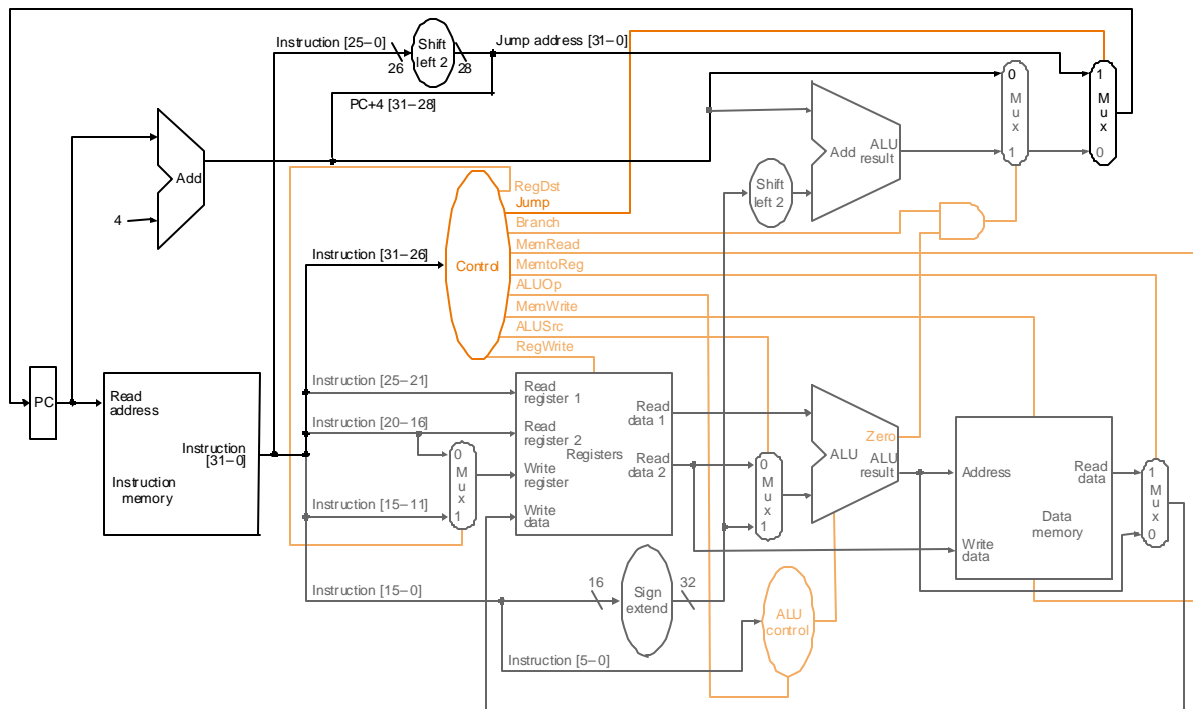 Instruction [25–0]
Shift
left 2
Jump address [31–0]
26
28
PC+4 [31–28]
0
M
u
x
1
1
M
u
x
0
Add
ALU
result
Add
4
Shift
left 2
RegDst
Jump
Branch
MemRead
MemtoReg
ALUOp
MemWrite
ALUSrc
RegWrite
Instruction [31–26]
Control
PC
Read
address
Instruction
[31–0]
Instruction
memory
Instruction [25–21]
Instruction [20–16]
Instruction [15–11]
Instruction [15–0]
Instruction [5–0]
0
M
u
x
1
Read
register 1
Read
register 2
Write
register
Write
data
Registers
Read
data 1
Read
data 2
0
M
u
x
1
Zero
ALU
ALU
result
Address
Write
data
Read
data
Data
memory
1
M
u
x
0
16
Sign
extend
32
ALU
control